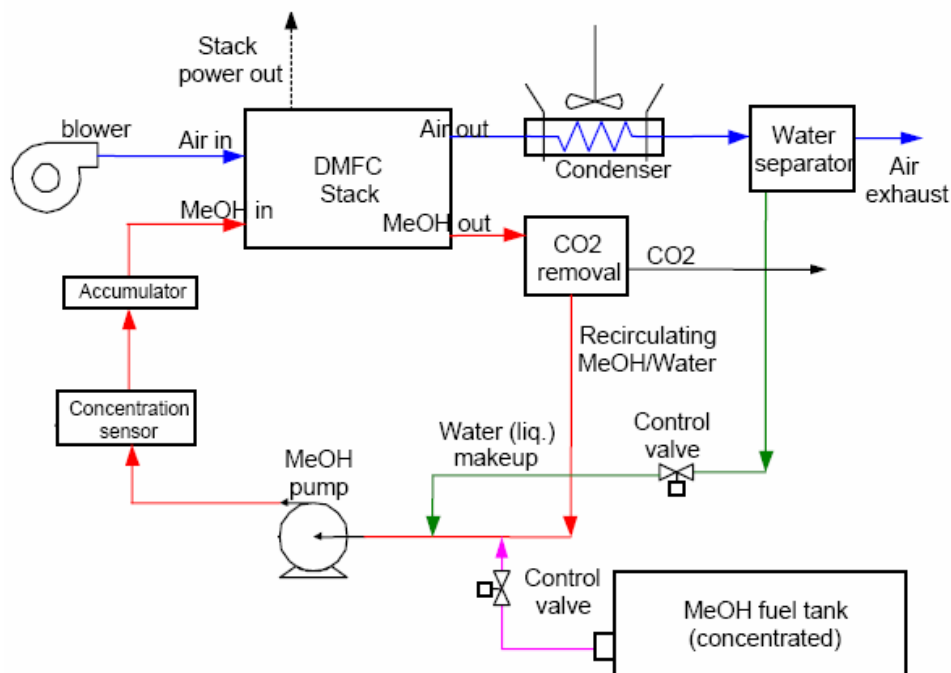 Stack
power out
blower
Air in
Air out
DMFC
Stack
Condenser
Water
separator
Air
exhaust
MeOH in
MeOH out
CO2
removal
CO2
Accumulator
Recirculating
MeOH/Water
Concentration
sensor
Water (liq.)
makeup
Control
valve
MeOH
pump
Control
valve
MeOH fuel tank
(concentrated)